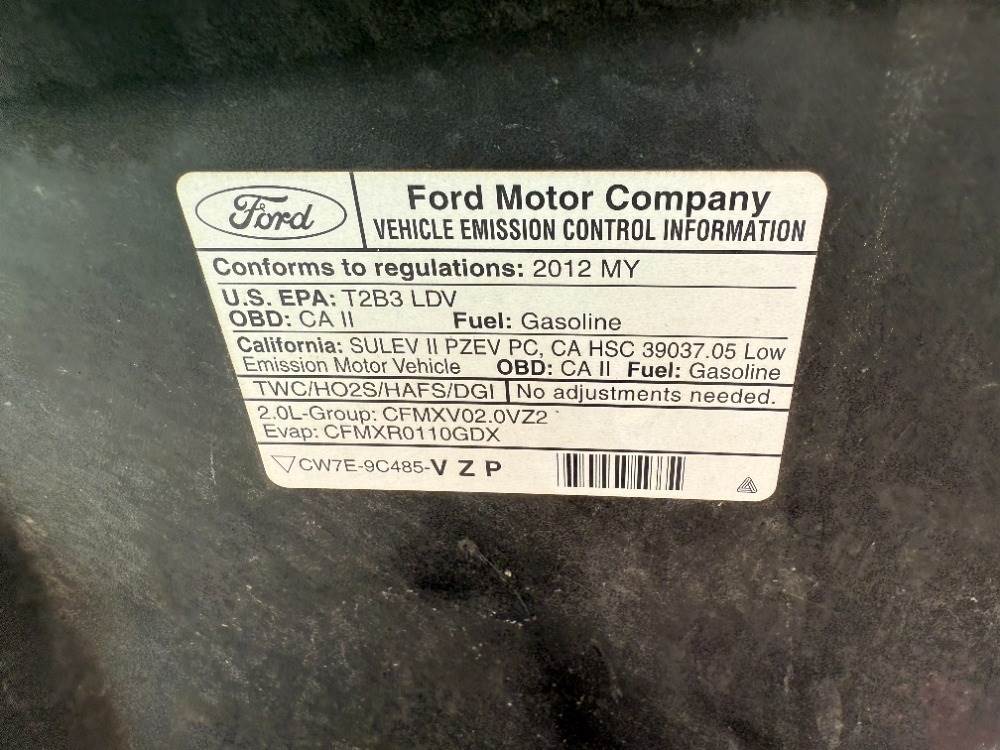 Ford
Ford Motor Company
VEHICLE EMISSION CONTROL INFORMATION
Conforms to regulations: 2012 MY
U.S. EPA: T2B3 LDV
OBD: CA II Fuel: Gasoline
California: SULEV II PZEV PC, CA HSC 39037.05 Low
Emission Motor Vehicle OBD: CA II Fuel: Gasoline
TWC/HO2S/HAFS/DGI No adjustments needed.
2.0L-Group: CFMXV02.0VZ2
Evap: CFMXR0110GDX
CW7E-9C485-V Z P